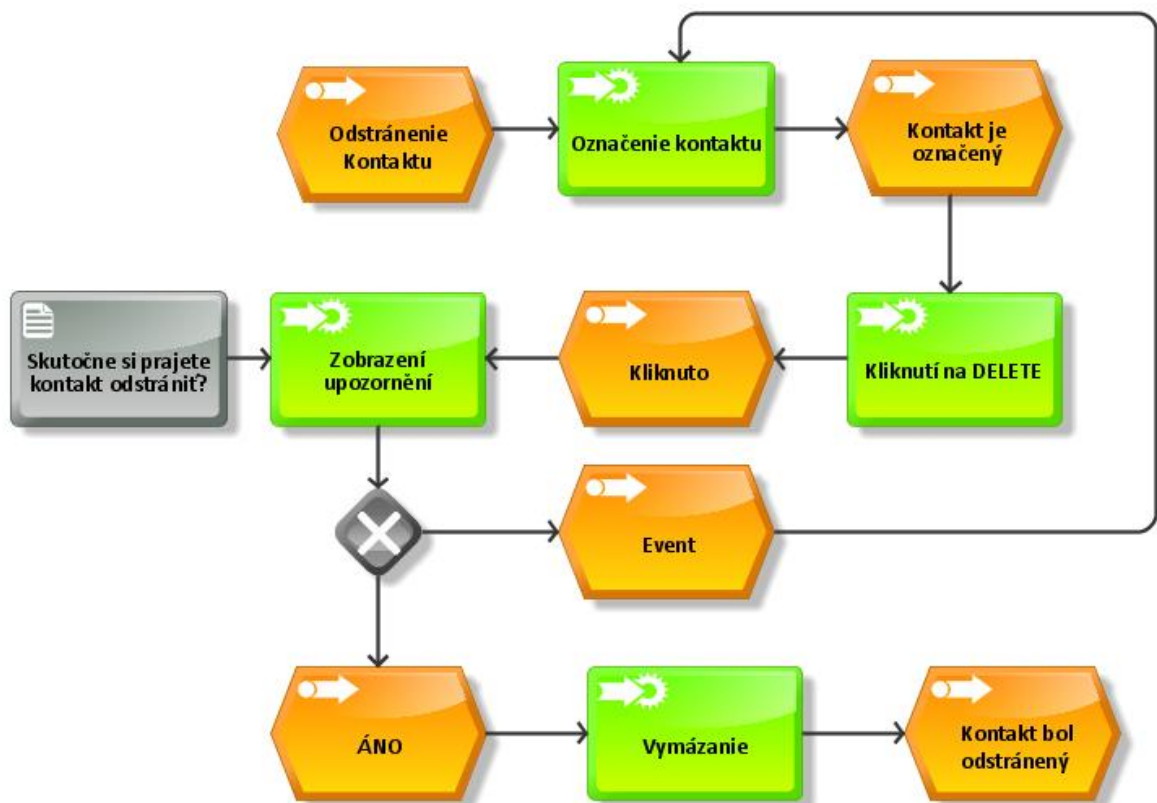 Odstránenie
Kontaktu
Označenie kontaktu
Kontakt je
označený
Skutočne si prajete
kontakt odstrániť?
Zobrazení
upozornění
Kliknuto
Kliknutí na DELETE
Event
ÁNO
Vymázanie
Kontakt bol
odstránený